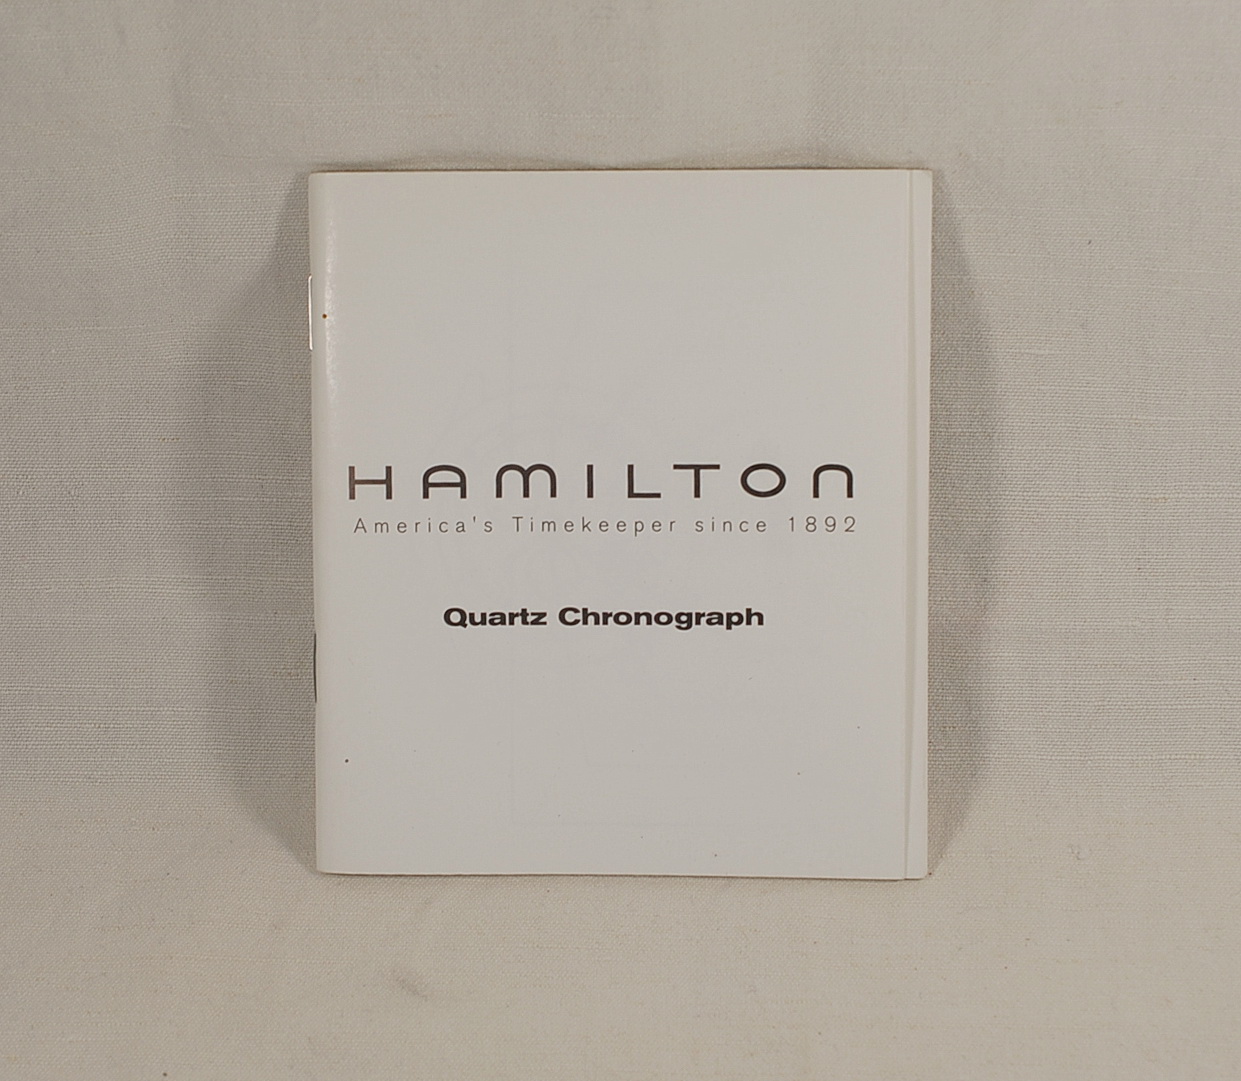 HAMILTON
America's Timekeeper since 1892
Quartz Chronograph